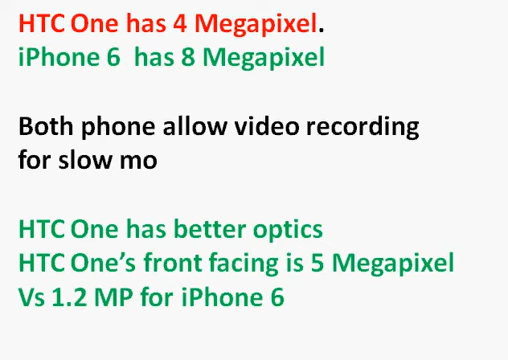 HTC One has 4 Megapixel.
iPhone 6 has 8 Megapixel
Both phone allow video recording
for slow mo
HTC One has better optics
HTC One’s front facing is 5 Megapixel
Vs 1.2 MP for iPhone 6